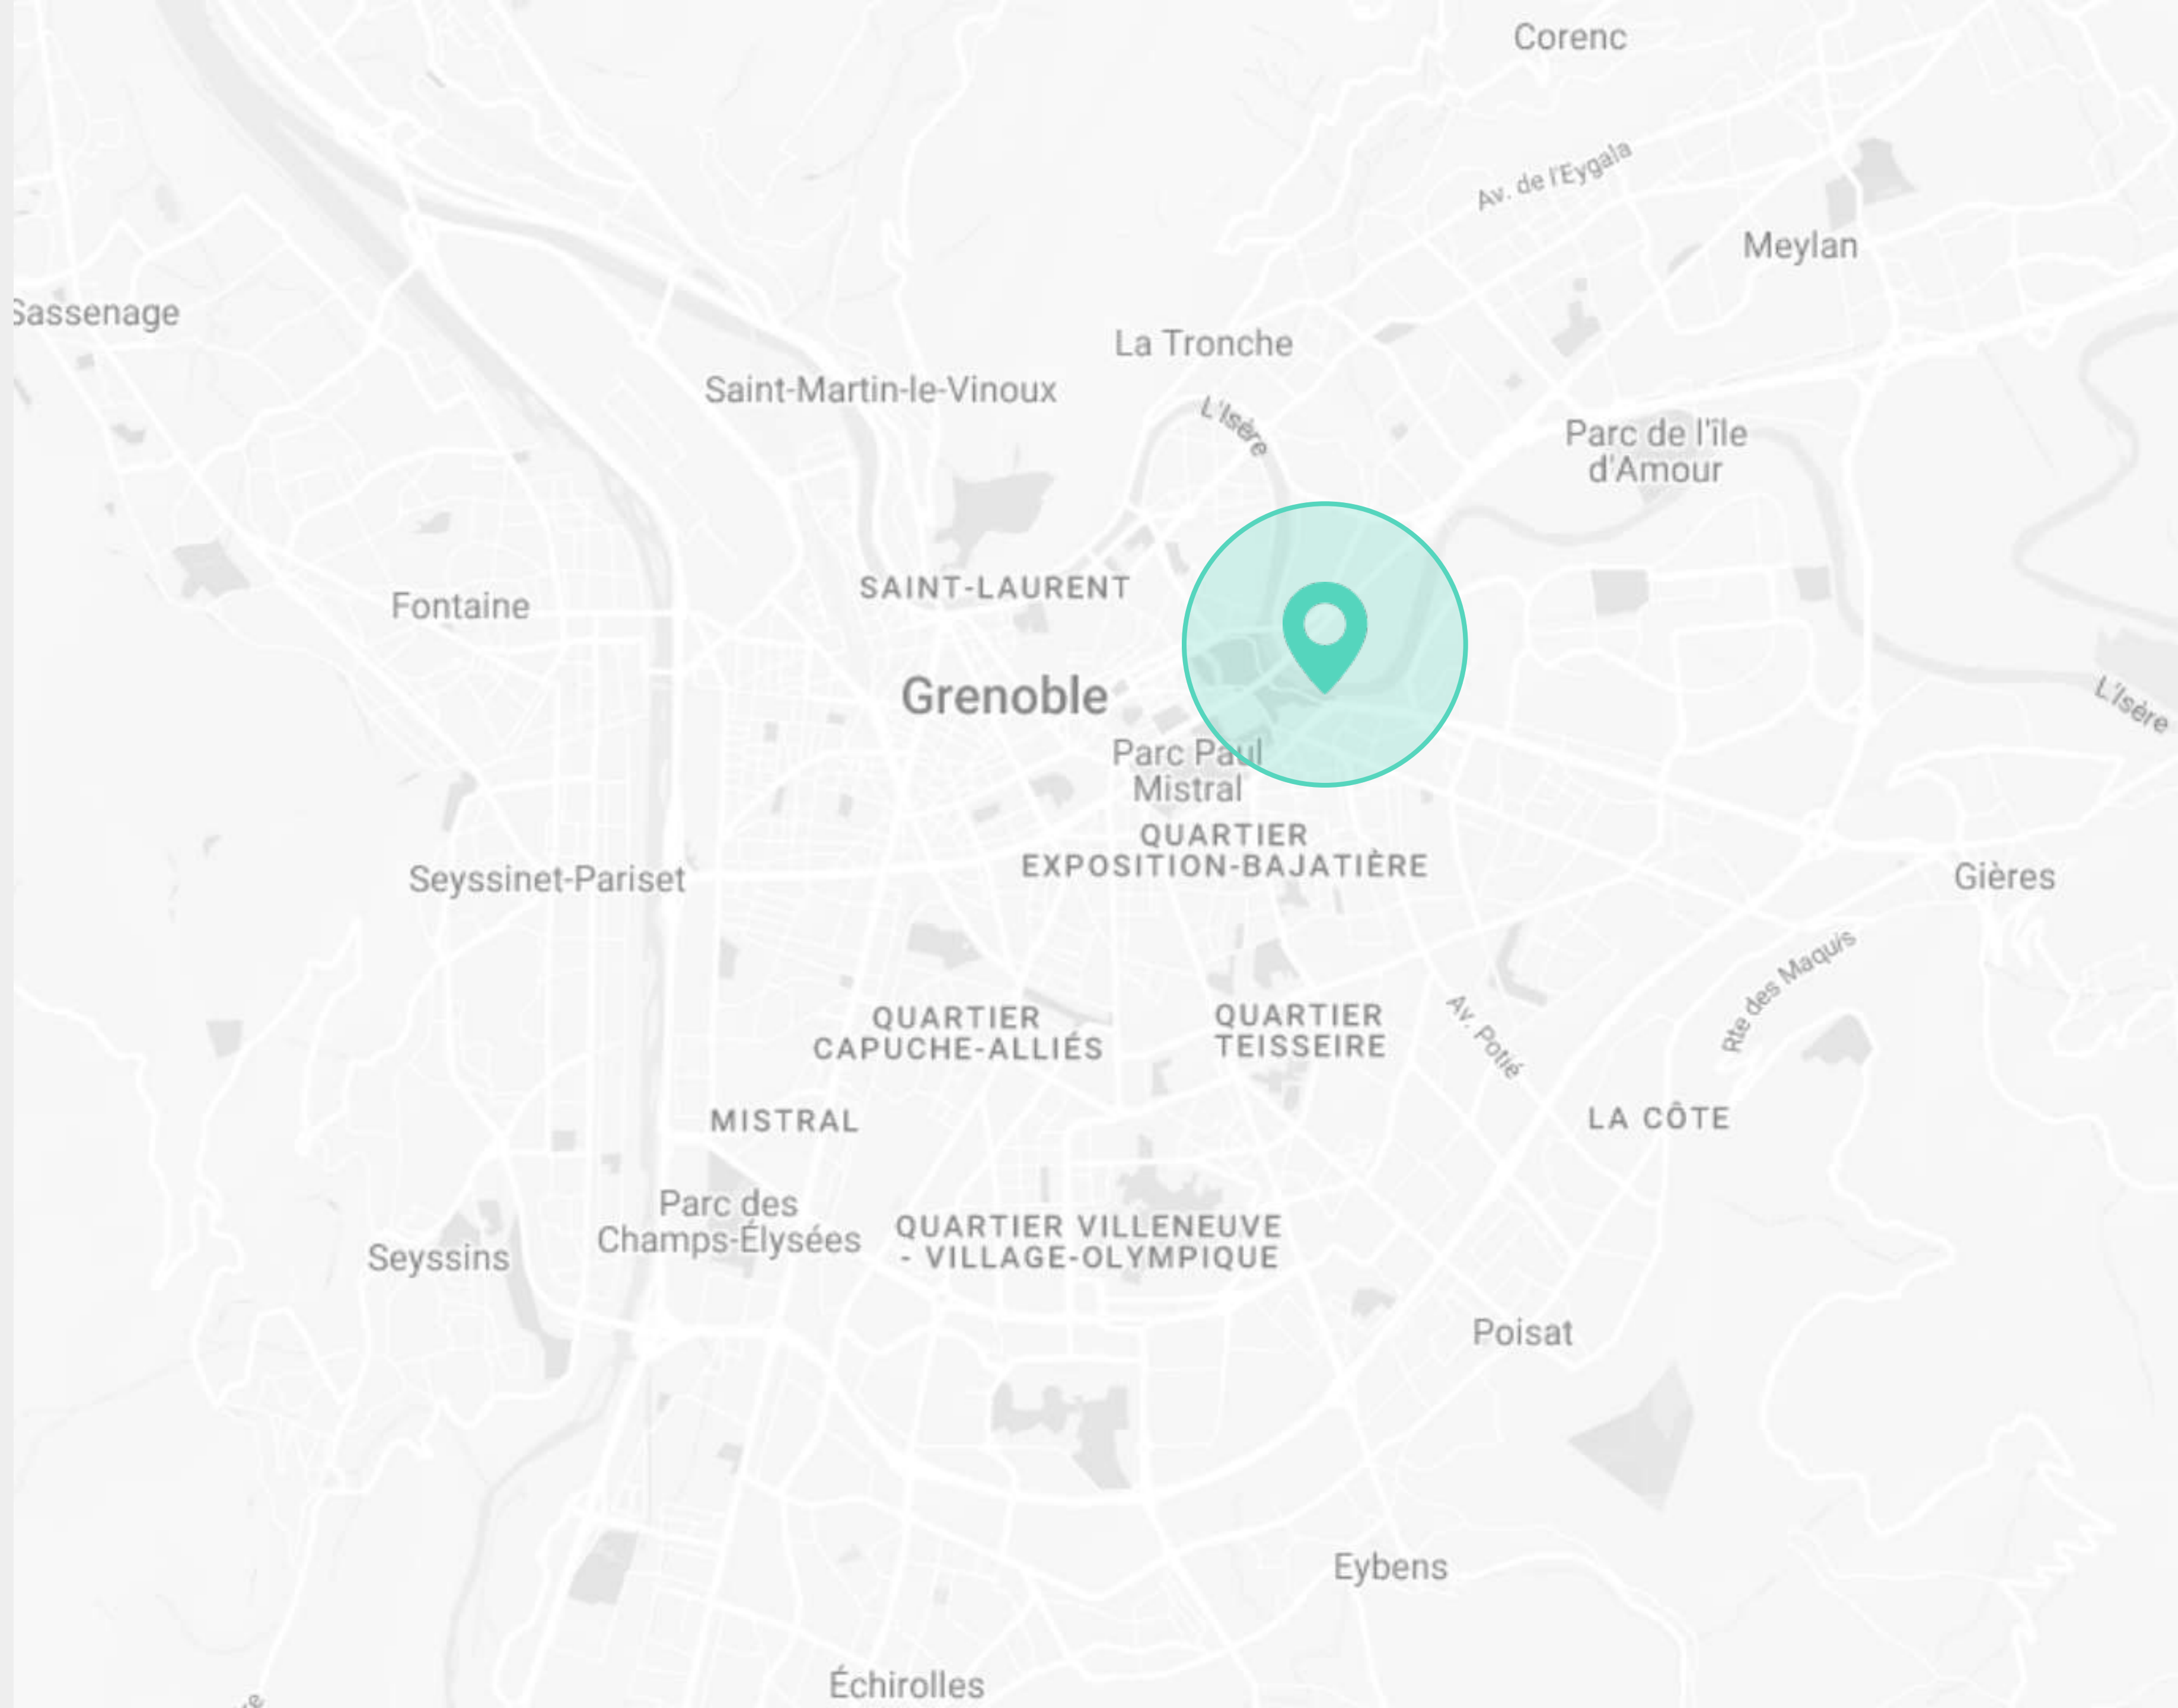 Corenc
Av. de l'Eygala
Meylan
Sassenage
La Tronche
Saint-Martin-le-Vinoux
L'Isère
Parc de l'île
d'Amour
SAINT-LAURENT
Fontaine
Grenoble
L'Isère
Parc Paul
Mistral
QUARTIER
EXPOSITION-BAJATIÈRE
Seyssinet-Pariset
Gières
Rte des Maquis
QUARTIER
CAPUCHE-ALLIÉS
QUARTIER
TEISSEIRE
Av. Potié
MISTRAL
LA CÔTE
Parc des
Champs-Élysées
QUARTIER VILLENEUVE
- VILLAGE-OLYMPIQUE
Seyssins
Poisat
Eybens
Échirolles